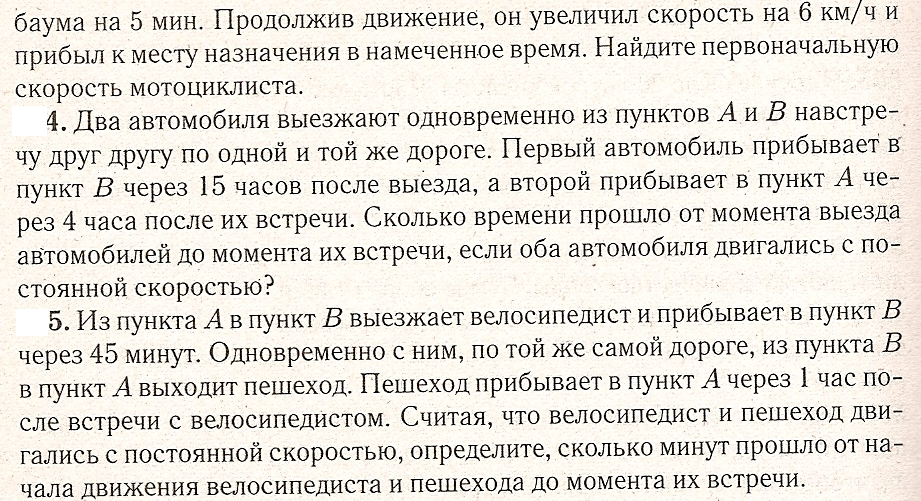 баума на 5 мин. Продолжив движение, он увеличил скорость на 6 км/ч и
прибыл к месту назначения в намеченное время. Найдите первоначальную
скорость мотоциклиста.
4. Два автомобиля выезжают одновременно из пунктов A и B навстре-
чу друг другу по одной и той же дороге. Первый автомобиль прибывает в
пункт B через 15 часов после выезда, а второй прибывает в пункт A че-
рез 4 часа после их встречи. Сколько времени прошло от момента выезда
автомобилей до момента их встречи, если оба автомобиля двигались с по-
стоянной скоростью?
5. Из пункта A в пункт B выезжает велосипедист и прибывает в пункт B
через 45 минут. Одновременно с ним, по той же самой дороге, из пункта B
в пункт A выходит пешеход. Пешеход прибывает в пункт A через 1 час по-
сле встречи с велосипедистом. Считая, что велосипедист и пешеход дви-
гались с постоянной скоростью, определите, сколько минут прошло от на-
чала движения велосипедиста и пешехода до момента их встречи.